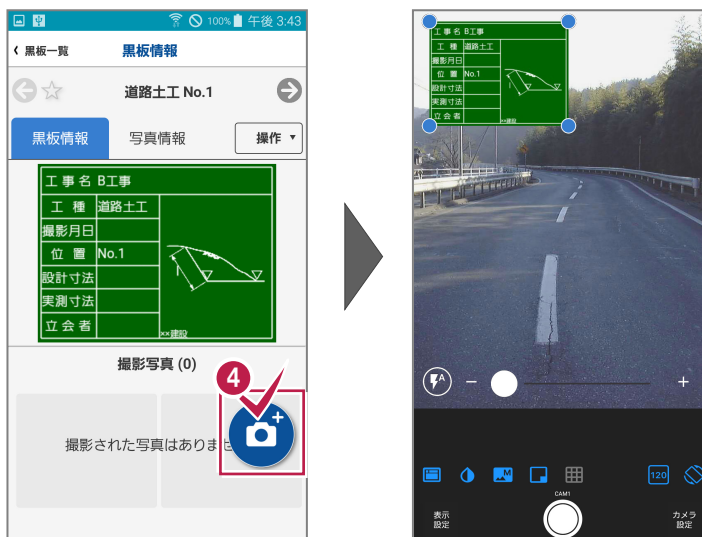 100% 午後 3:43
黒板一覧
黒板情報
道路土工 No.1
黒板情報
写真情報
操作 ▼
工事名 B工事
工 種 道路土工
撮影月日
位 置 No.1
設計寸法
実測寸法
立会者
××建設
撮影写真 (0)
4
撮影された写真はありませ
工事名 B工事
工 種 道路土工
撮影月日
位 置 No.1
設計寸法
実測寸法
立会者
××建設
A
M
120
CAM1
表示
設定
カメラ
設定